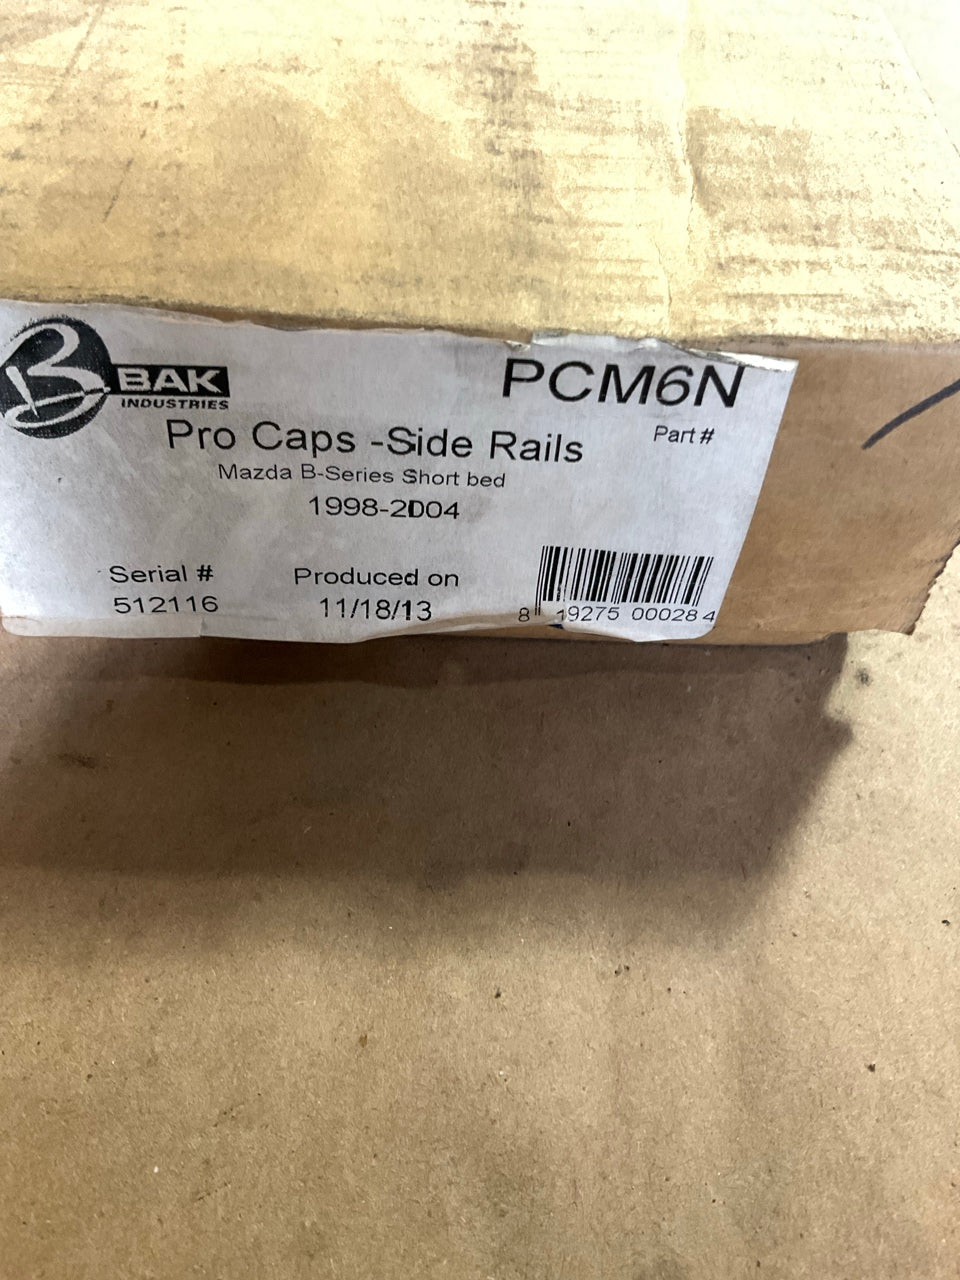 B BAK
INDUSTRIES
PCM6N
Part #
Pro Caps -Side Rails
Mazda B-Series Short bed
1998-2004
Serial #
512116
Produced on
11/18/13
8 19275 00028 4